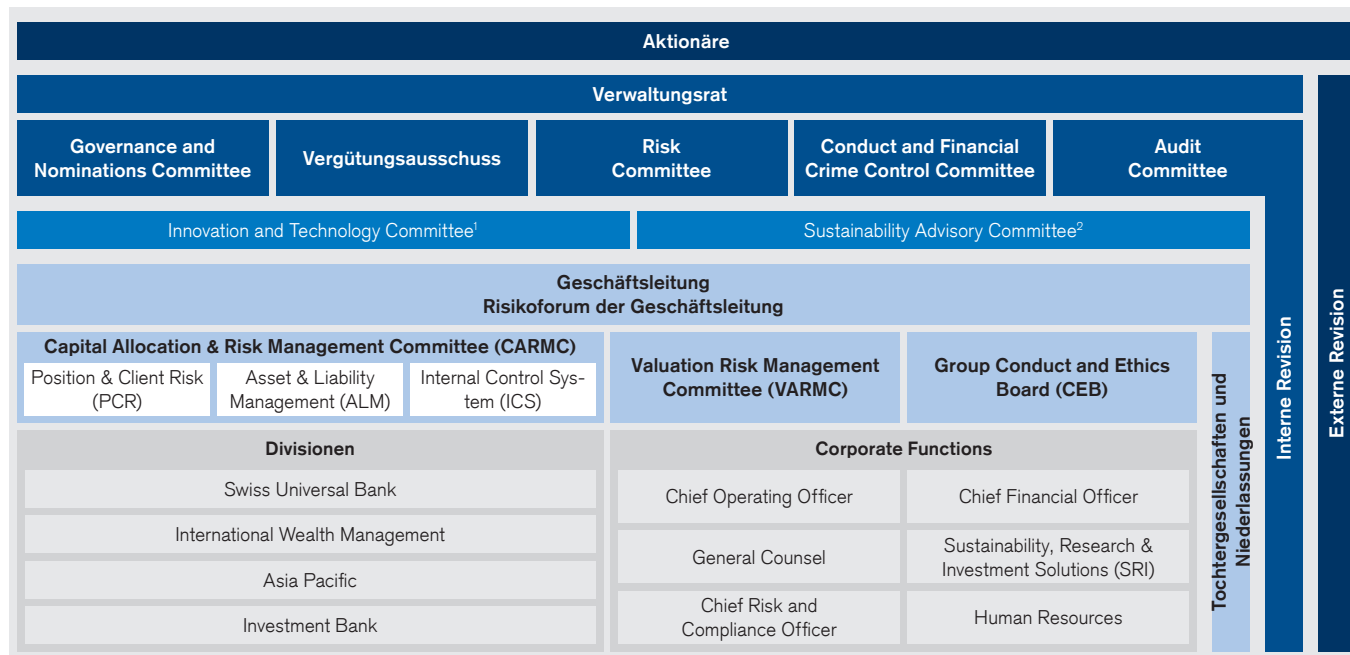 Aktionäre
Verwaltungsrat
Governance and
Nominations Committee
Vergütungsausschuss
Risk
Committee
Conduct and Financial
Crime Control Committee
Audit
Committee
Innovation and Technology Committee¹
Sustainability Advisory Committee²
Geschäftsleitung
Risikoforum der Geschäftsleitung
Capital Allocation & Risk Management Committee (CARMC)
Position & Client Risk
(PCR)
Asset & Liability
Management (ALM)
Internal Control Sys-
tem (ICS)
Valuation Risk Management
Committee (VARMC)
Group Conduct and Ethics
Board (CEB)
Divisionen
Swiss Universal Bank
International Wealth Management
Asia Pacific
Investment Bank
Corporate Functions
Chief Operating Officer
Chief Financial Officer
General Counsel
Sustainability, Research &
Investment Solutions (SRI)
Chief Risk and
Compliance Officer
Human Resources
Tochtergesellschaften und
Niederlassungen
Interne Revision
Externe Revision